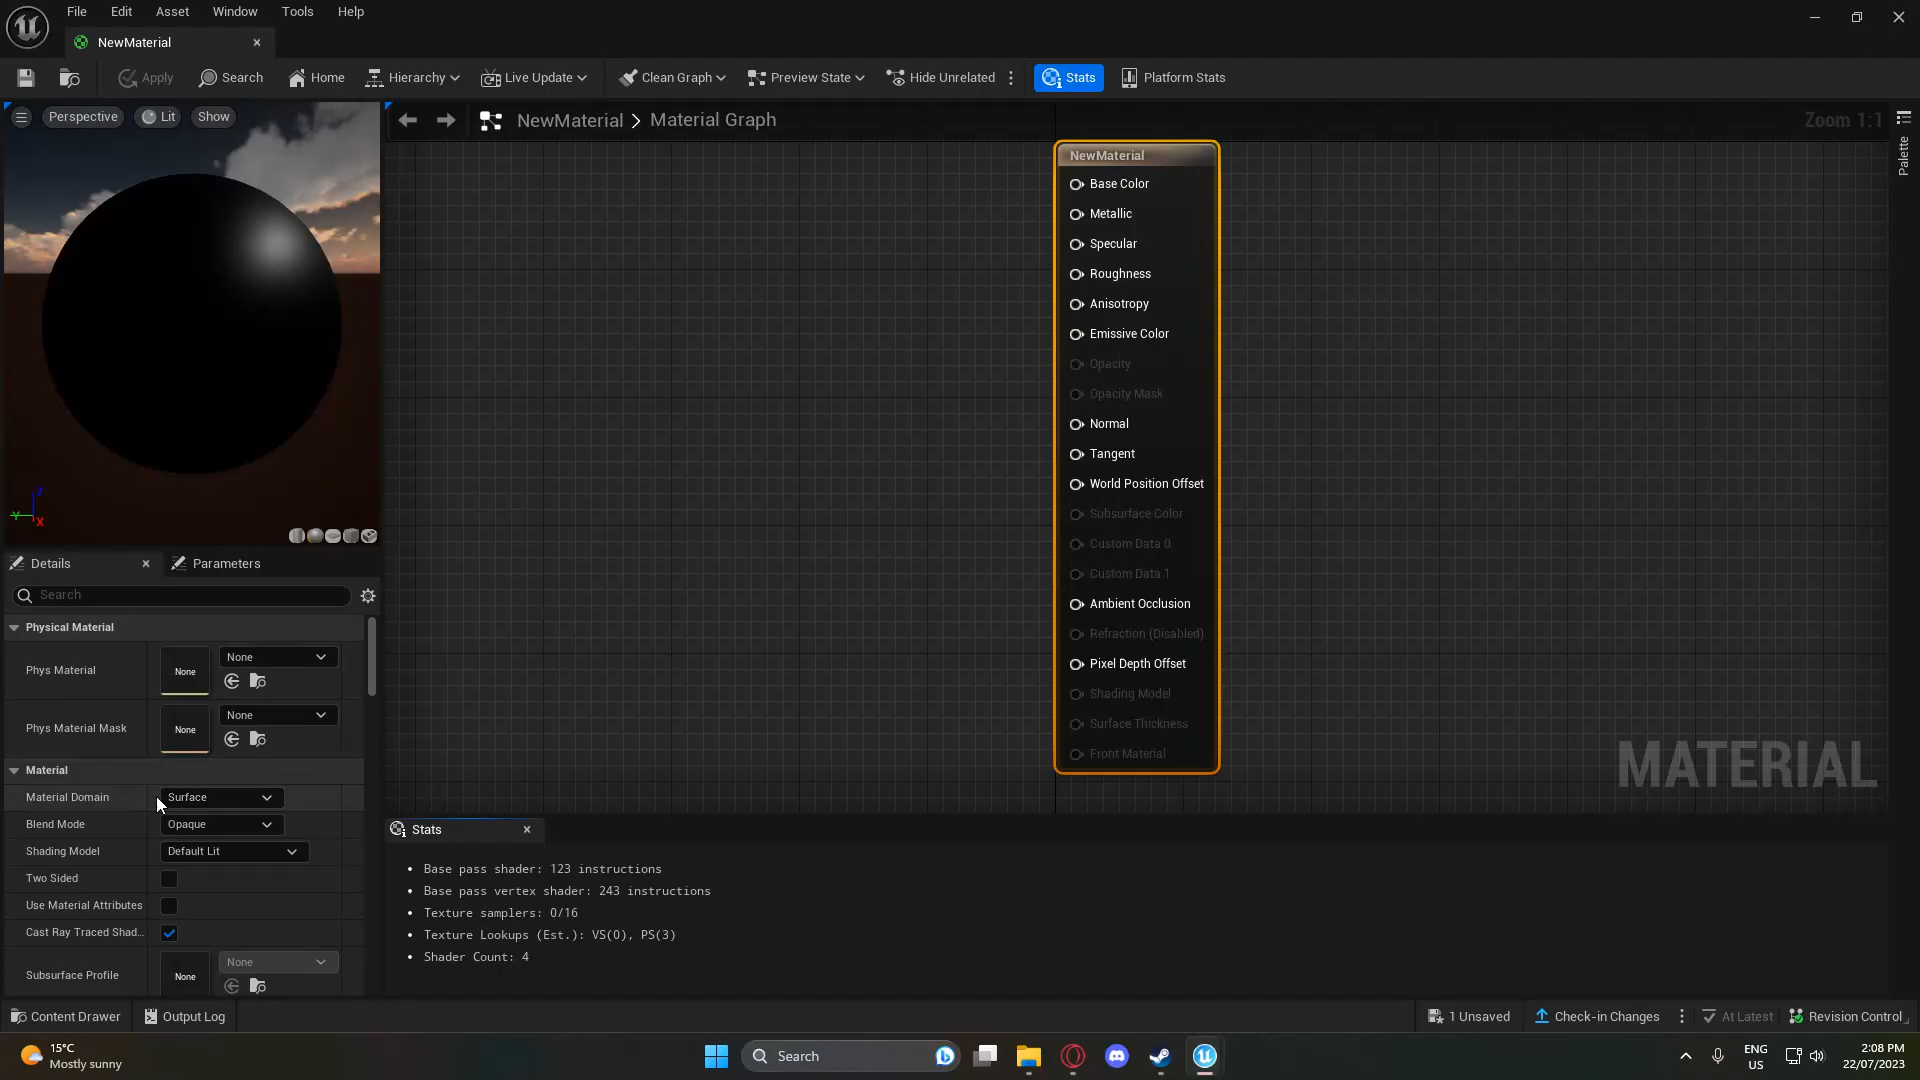 File Edit Asset Window Tools Help
NewMaterial
Apply Search Home Hierarchy Live Update Clean Graph Preview State Hide Unrelated Stats Platform Stats
Perspective Lit Show
NewMaterial > Material Graph
Zoom 1:1
Palette
NewMaterial
Base Color
Metallic
Specular
Roughness
Anisotropy
Emissive Color
Opacity
Opacity Mask
Normal
Tangent
World Position Offset
Subsurface Color
Custom Data 0
Custom Data 1
Ambient Occlusion
Refraction (Disabled)
Pixel Depth Offset
Shading Model
Surface Thickness
Front Material
MATERIAL
Z
Y
X
Details Parameters
Search
Physical Material
Phys Material None None
Phys Material Mask None None
Material
Material Domain Surface
Blend Mode Opaque
Shading Model Default Lit
Two Sided
Use Material Attributes
Cast Ray Traced Shad...
Subsurface Profile None None
Stats
• Base pass shader: 123 instructions
• Base pass vertex shader: 243 instructions
• Texture samplers: 0/16
• Texture Lookups (Est.): VS(0), PS(3)
• Shader Count: 4
Content Drawer Output Log 1 Unsaved Check-in Changes At Latest Revision Control
15°C
Mostly sunny
Search
ENG
US
2:08 PM
22/07/2023